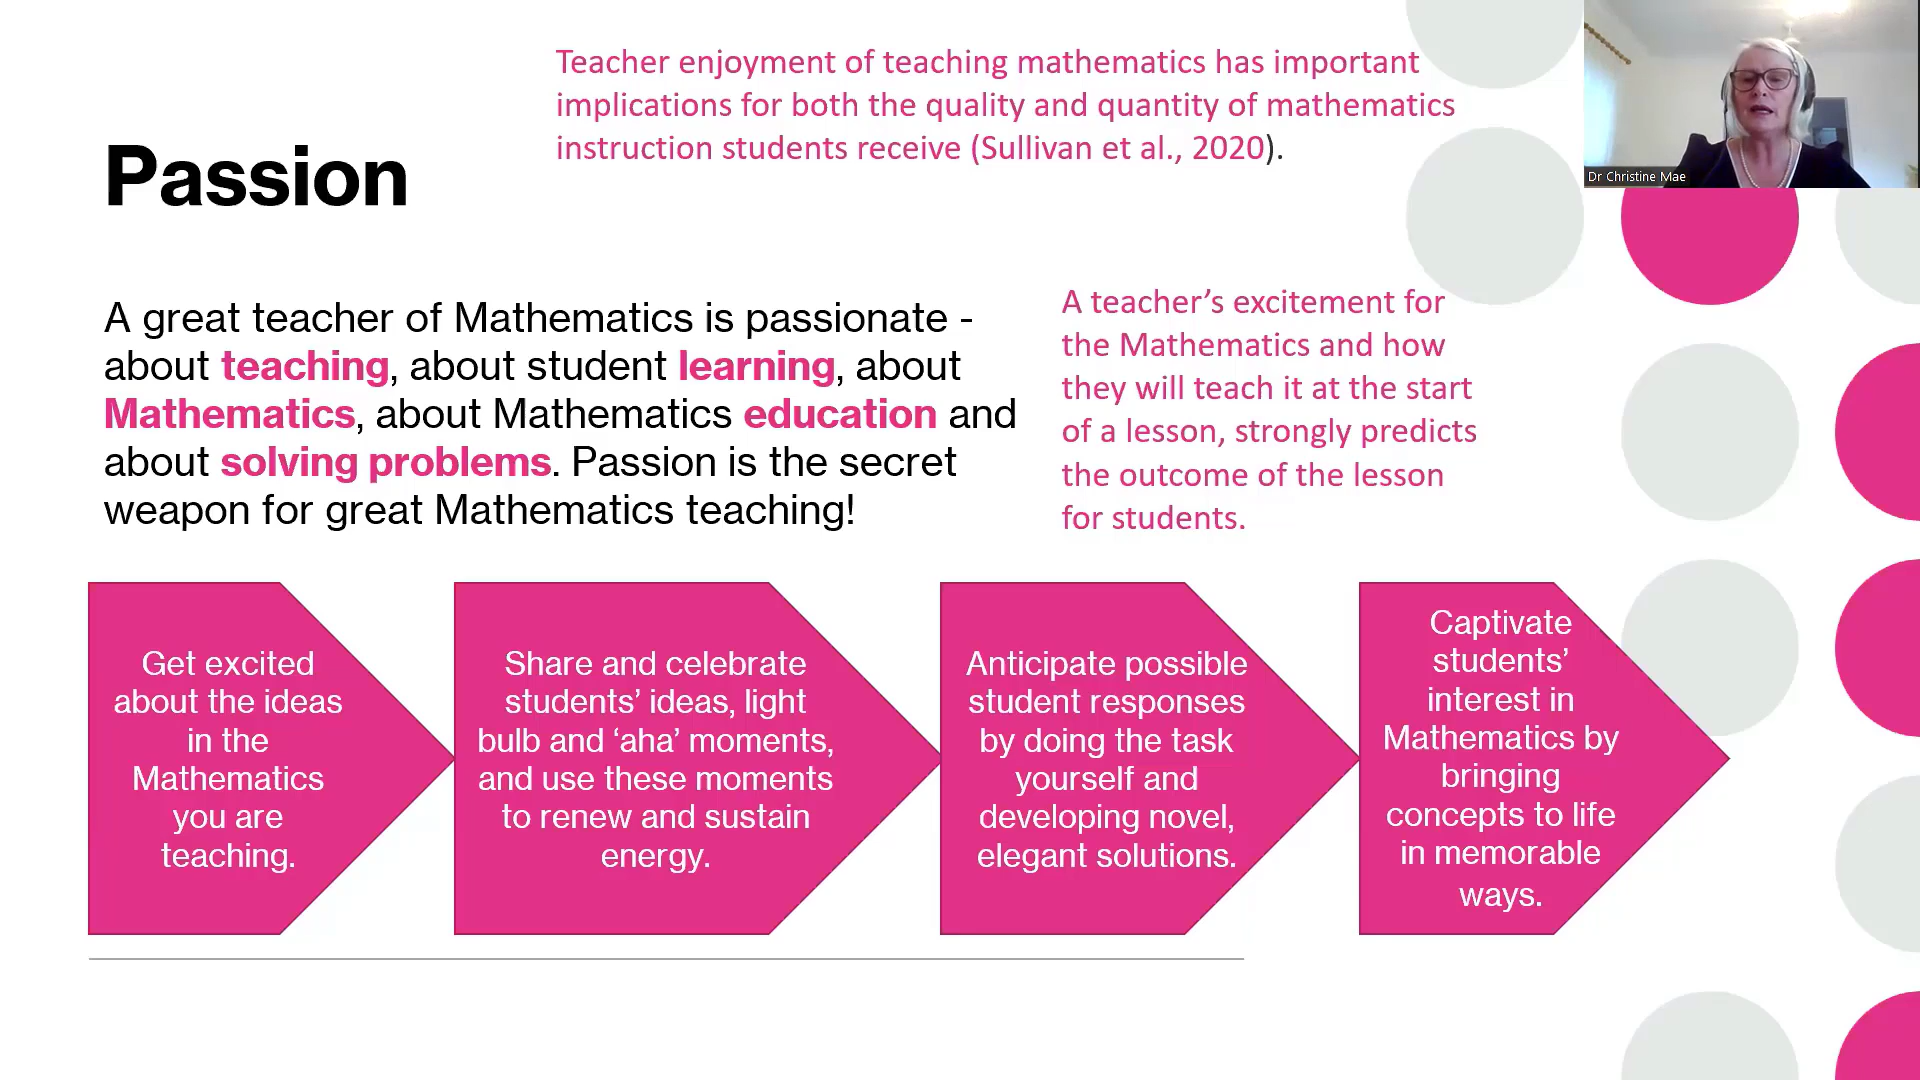 Teacher enjoyment of teaching mathematics has important
implications for both the quality and quantity of mathematics
instruction students receive (Sullivan et al., 2020).
Dr Christine Mae
Passion
A great teacher of Mathematics is passionate -
about teaching, about student learning, about
Mathematics, about Mathematics education and
about solving problems. Passion is the secret
weapon for great Mathematics teaching!
A teacher’s excitement for
the Mathematics and how
they will teach it at the start
of a lesson, strongly predicts
the outcome of the lesson
for students.
Get excited
about the ideas
in the
Mathematics
you are
teaching.
Share and celebrate
students’ ideas, light
bulb and ‘aha’ moments,
and use these moments
to renew and sustain
energy.
Anticipate possible
student responses
by doing the task
yourself and
developing novel,
elegant solutions.
Captivate
students’
interest in
Mathematics by
bringing
concepts to life
in memorable
ways.